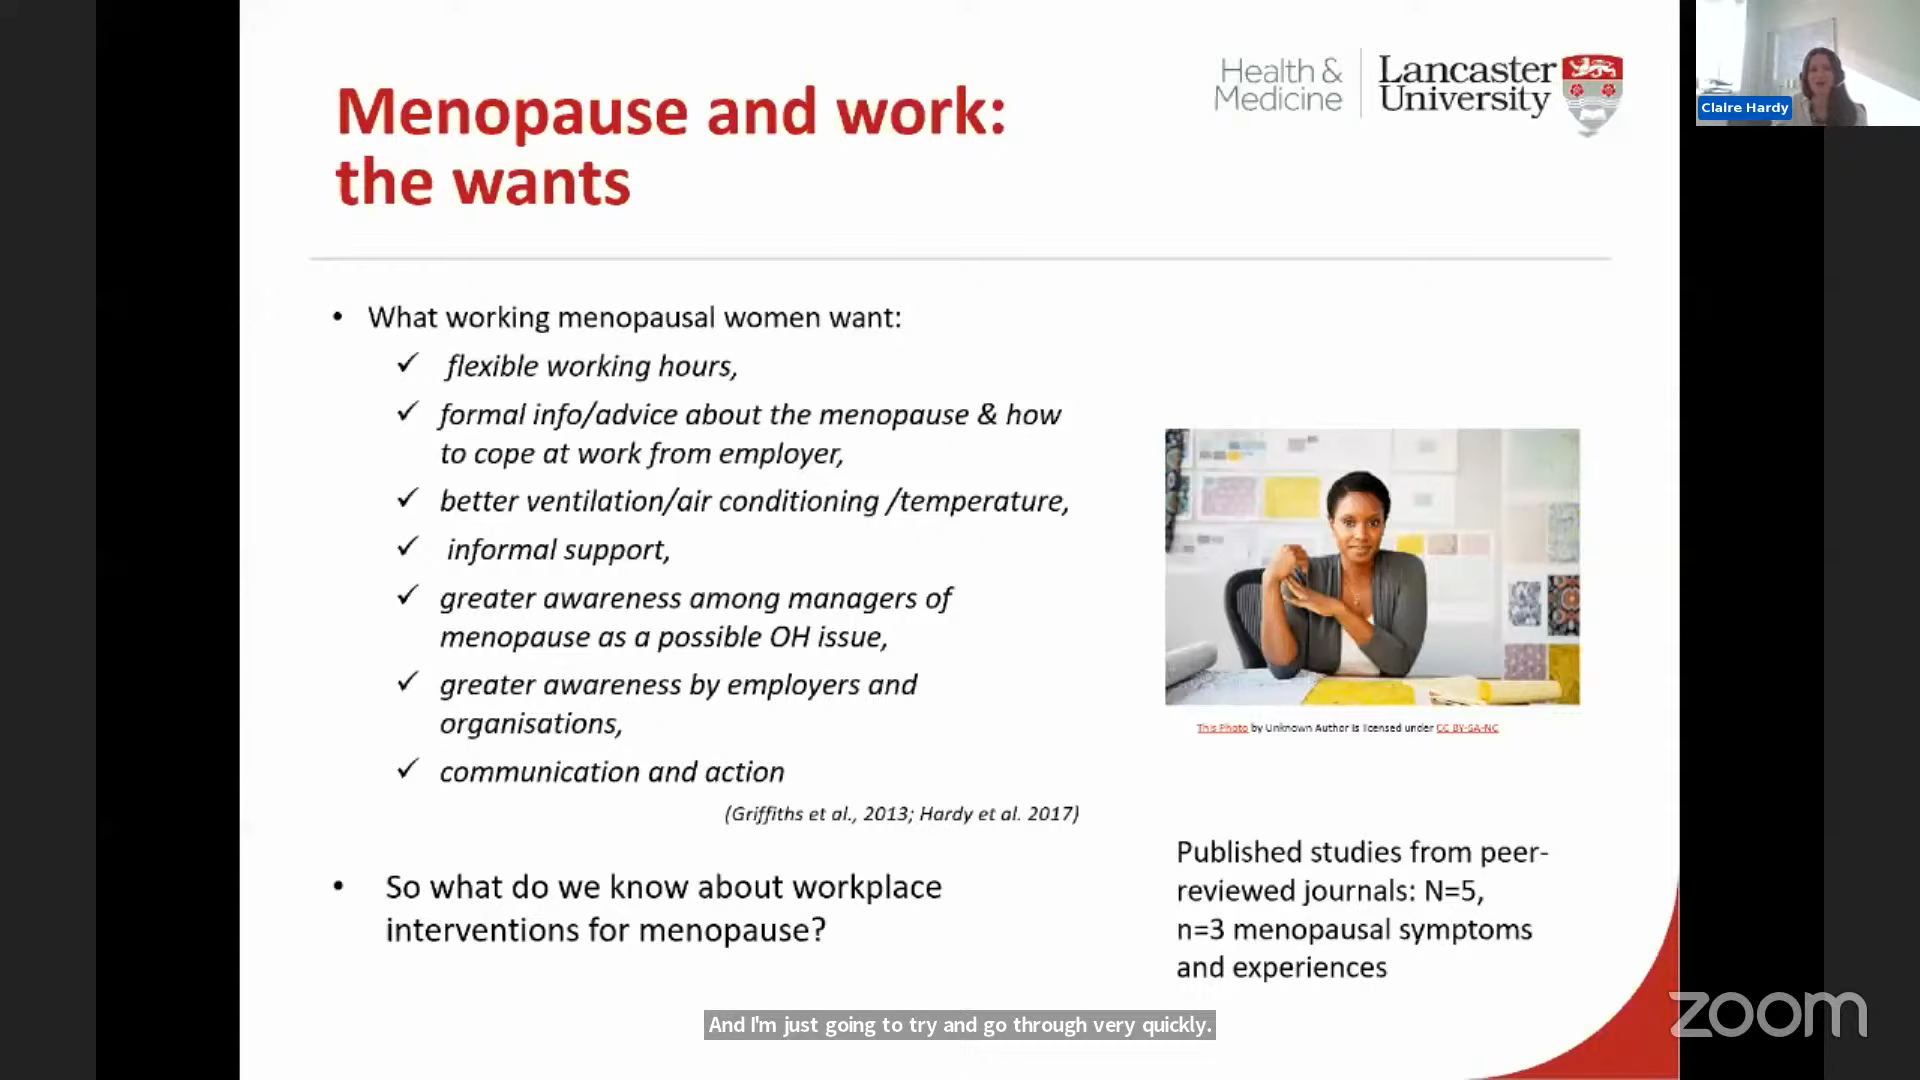 Menopause and work:
the wants
Health &
Medicine
Lancaster
University
Claire Hardy
• What working menopausal women want:
✓ flexible working hours,
✓ formal info/advice about the menopause & how
to cope at work from employer,
✓ better ventilation/air conditioning /temperature,
✓ informal support,
✓ greater awareness among managers of
menopause as a possible OH issue,
✓ greater awareness by employers and
organisations,
✓ communication and action
(Griffiths et al., 2013; Hardy et al. 2017)
• So what do we know about workplace
interventions for menopause?
This Photo by Unknown Author is licensed under CC BY-SA-NC
Published studies from peer-
reviewed journals: N=5,
n=3 menopausal symptoms
and experiences
And I'm just going to try and go through very quickly.
zoom